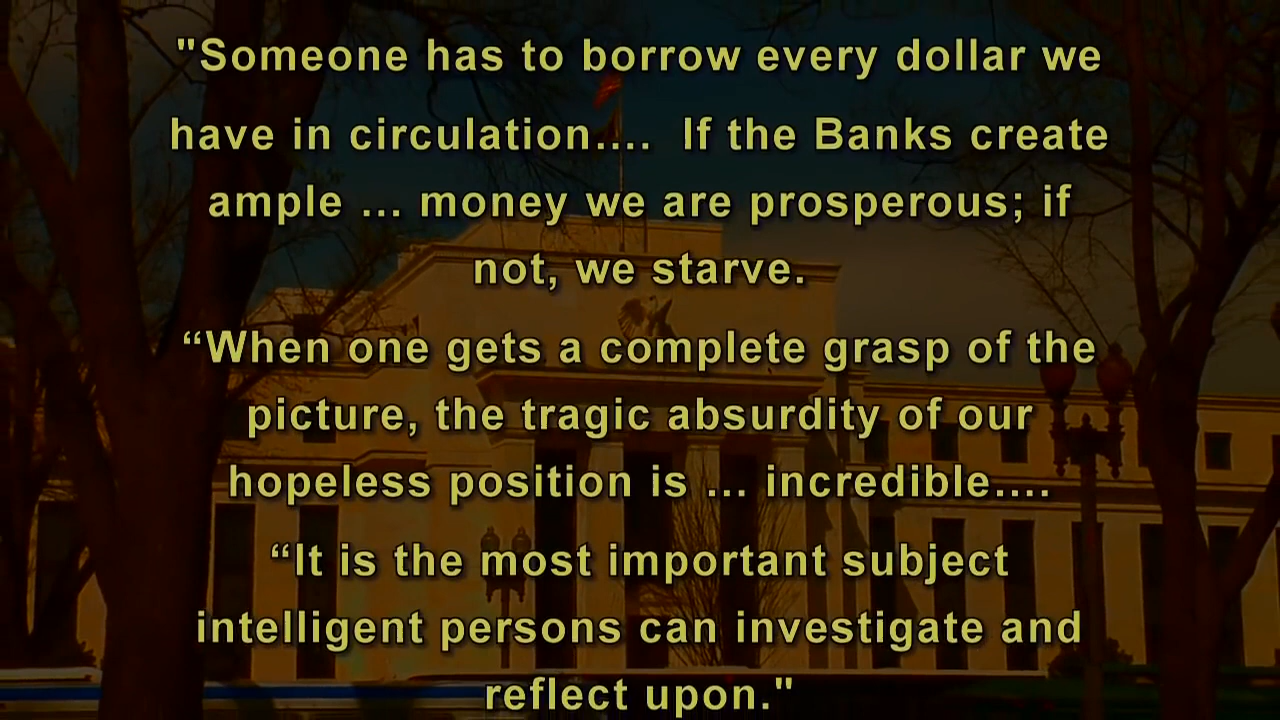 "Someone has to borrow every dollar we
have in circulation.... If the Banks create
ample ... money we are prosperous; if
not, we starve.
“When one gets a complete grasp of the
picture, the tragic absurdity of our
hopeless position is ... incredible....
“It is the most important subject
intelligent persons can investigate and
reflect upon."